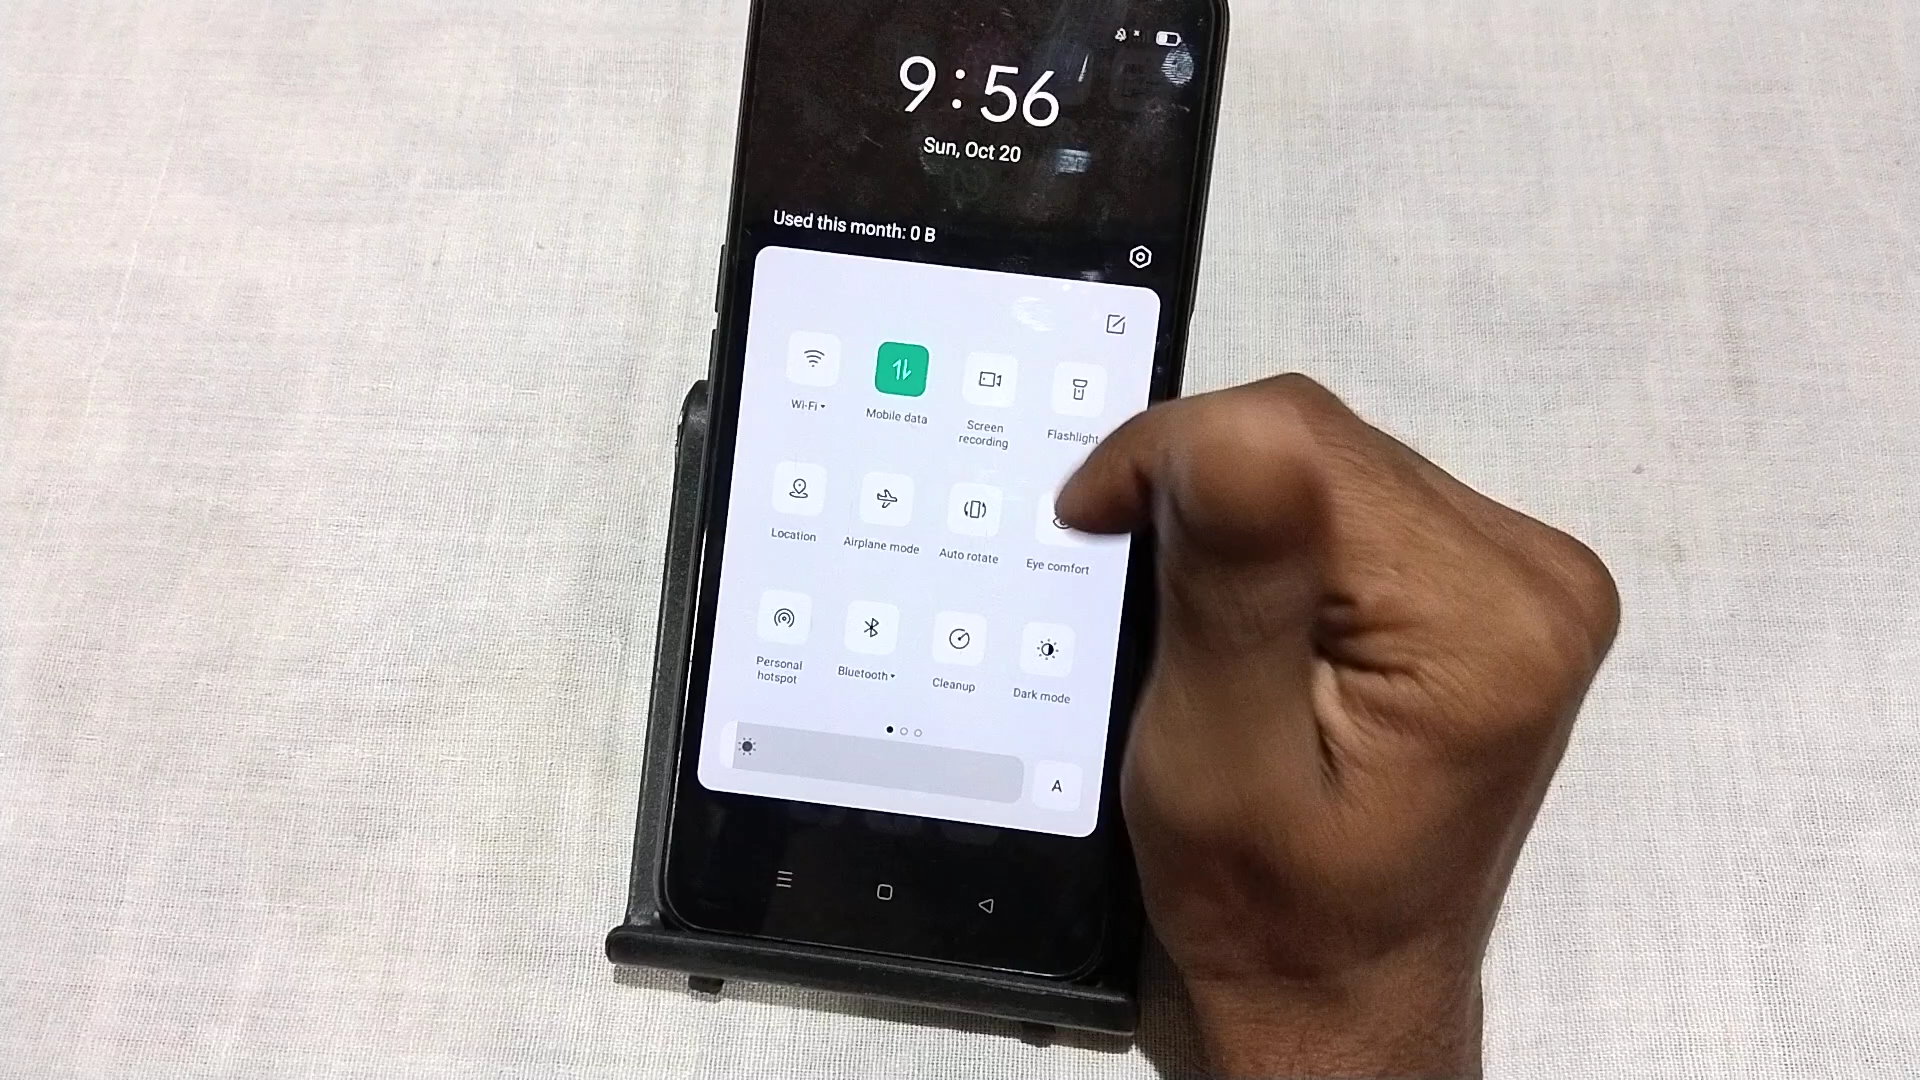 9:56
Sun, Oct 20
Used this month: 0 B
Wi-Fi
Mobile data
Screen
recording
Flashlight
Location
Airplane mode
Auto rotate
Eye comfort
Personal
hotspot
Bluetooth
Cleanup
Dark mode
A